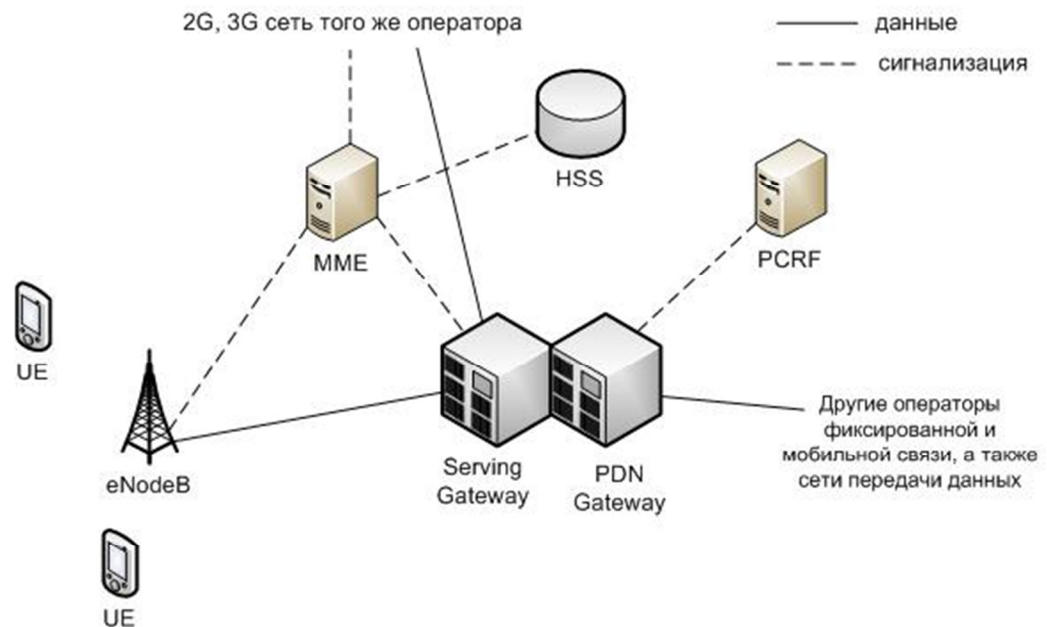 2G, 3G сеть того же оператора
данные
сигнализация
HSS
MME
PCRF
UE
eNodeB
Serving
Gateway
PDN
Gateway
Другие операторы
фиксированной и
мобильной связи, а также
сети передачи данных
UE